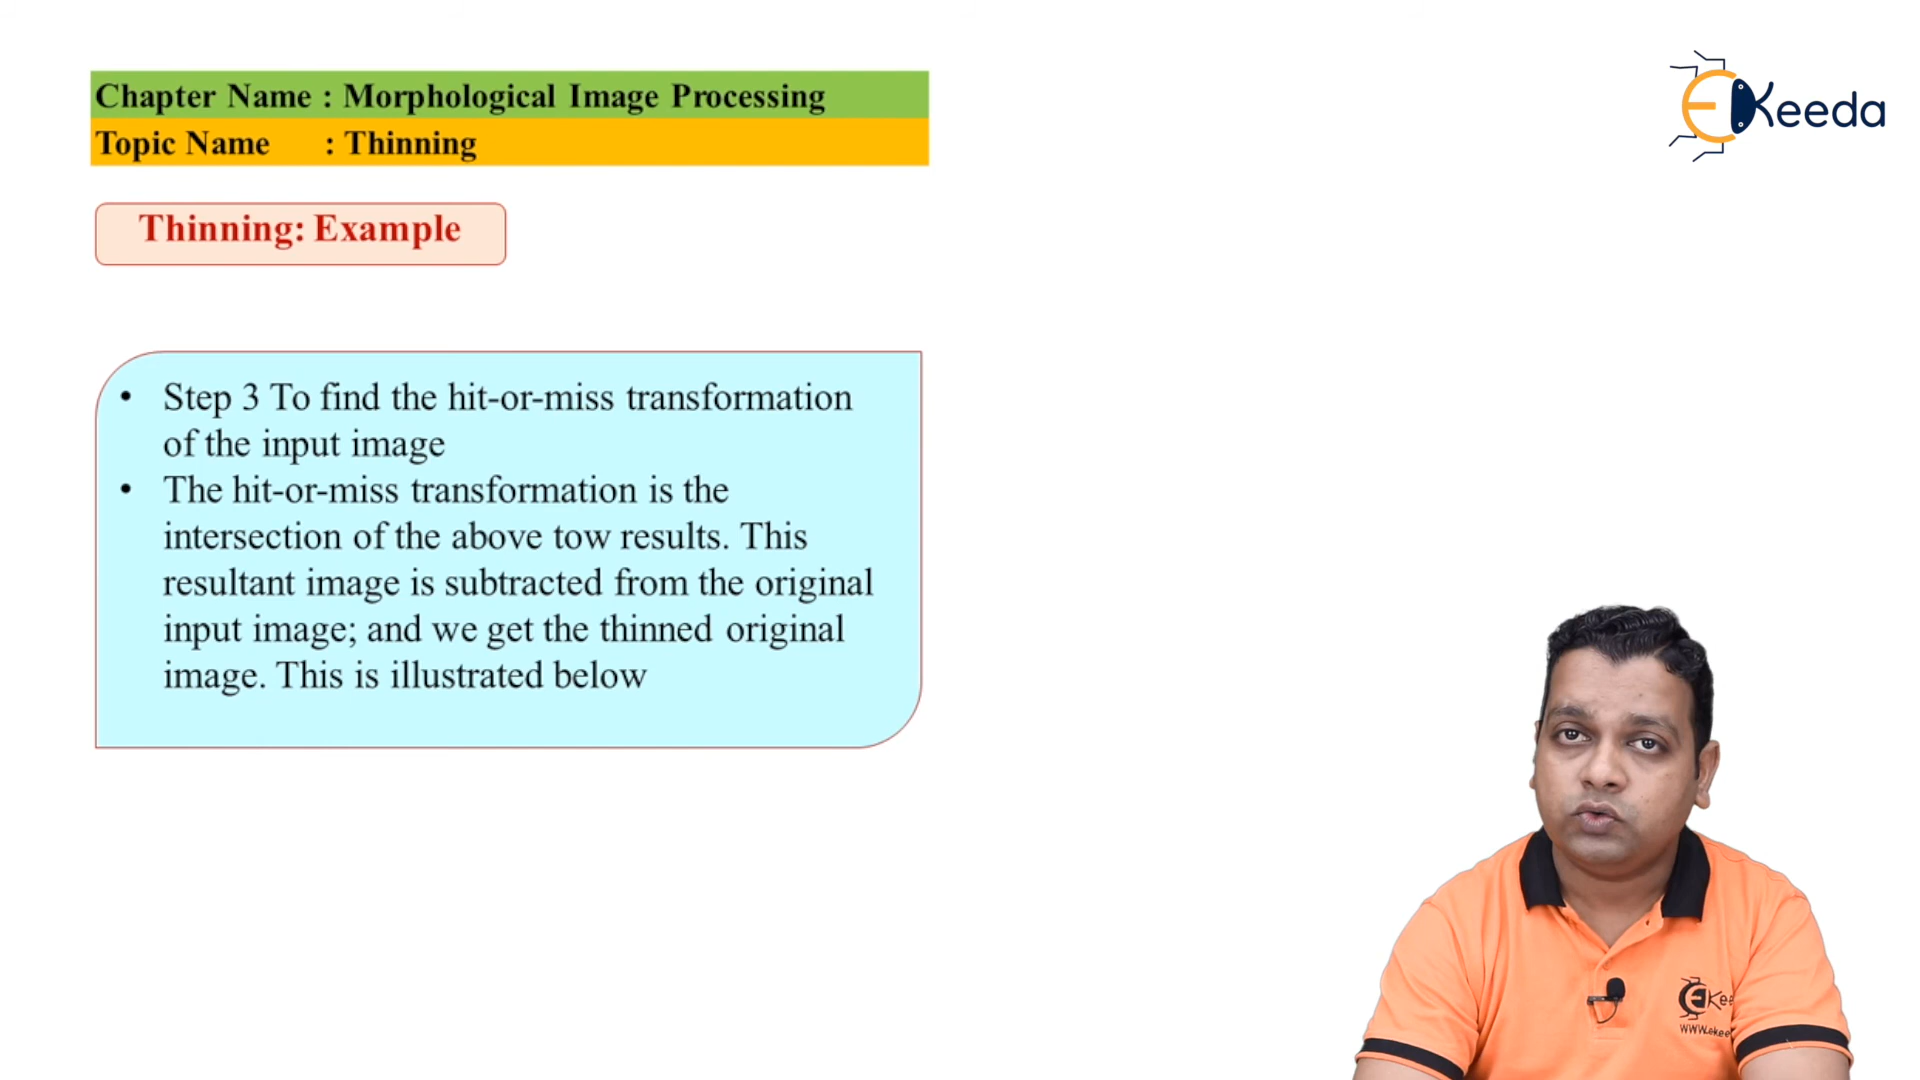 Chapter Name : Morphological Image Processing
Topic Name : Thinning
EKeeda
Thinning: Example
• Step 3 To find the hit-or-miss transformation
of the input image
• The hit-or-miss transformation is the
intersection of the above tow results. This
resultant image is subtracted from the original
input image; and we get the thinned original
image. This is illustrated below